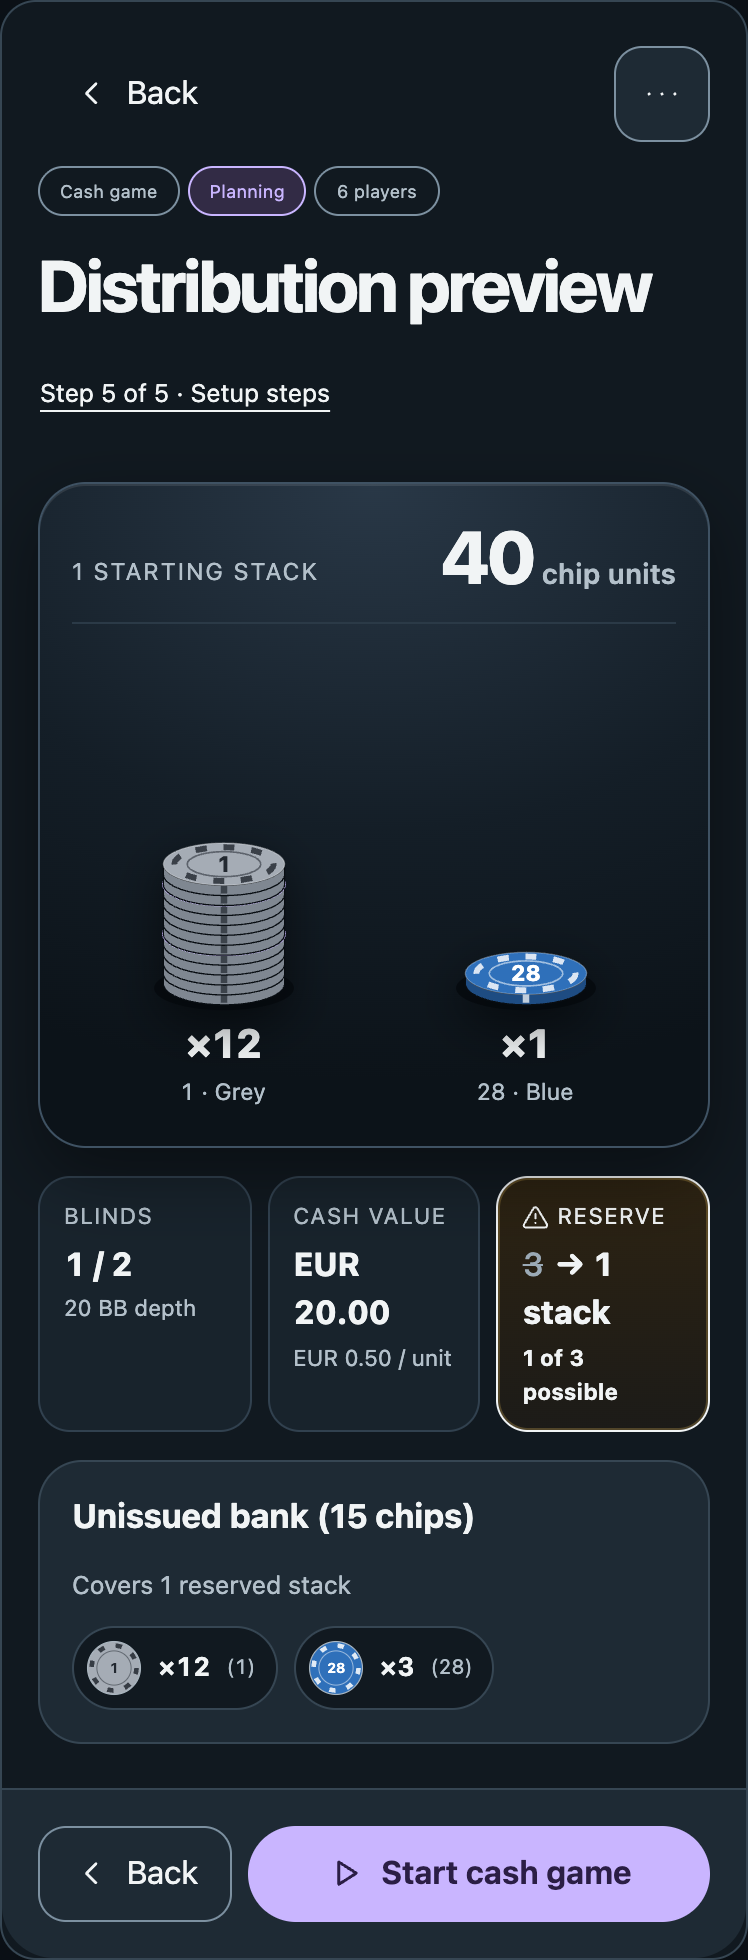 Back
...
Cash game
Planning
6 players
Distribution preview
Step 5 of 5 · Setup steps
1 STARTING STACK
40 chip units
1
28
×12
×1
1 · Grey
28 · Blue
BLINDS
1 / 2
20 BB depth
CASH VALUE
EUR
20.00
EUR 0.50 / unit
RESERVE
3 → 1
stack
1 of 3
possible
Unissued bank (15 chips)
Covers 1 reserved stack
1 ×12 (1)
28 ×3 (28)
Back
Start cash game